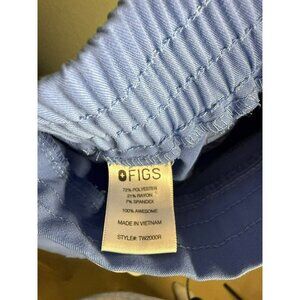 FIGS
72% POLYESTER
21% RAYON
7% SPANDEX
100% AWESOME
MADE IN VIETNAM
STYLE#: TW2000R